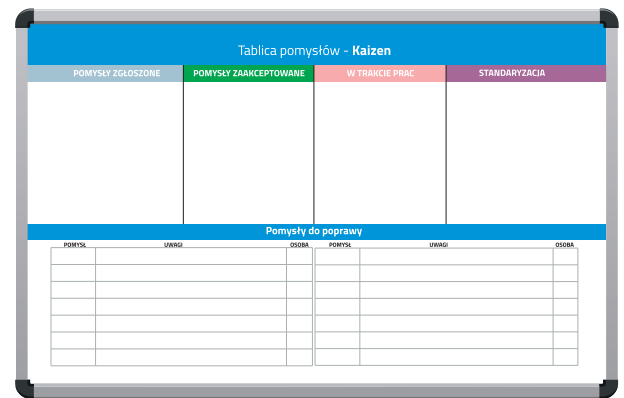 Tablica pomysłów - Kaizen
POMYSŁY ZGŁOSZONE POMYSŁY ZAAKCEPTOWANE W TRAKCIE PRAC STANDARYZACJA
Pomysły do poprawy
POMYSŁ UWAGI OSOBA POMYSŁ UWAGI OSOBA